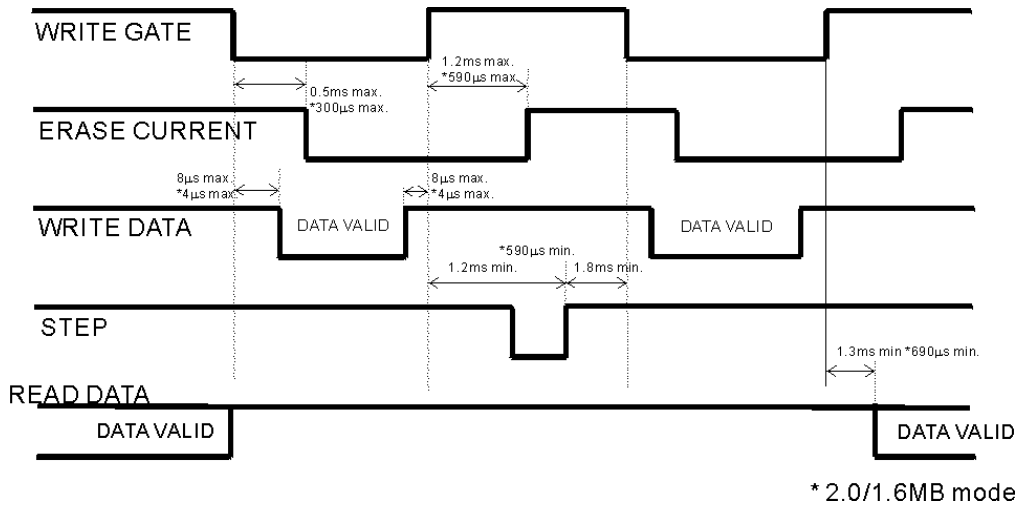 WRITE GATE
1.2ms max.
*590µs max
0.5ms max.
*300µs max.
ERASE CURRENT
8µs max.
*4µs max
8µs max.
*4µs max
WRITE DATA
DATA VALID
DATA VALID
*590µs min.
1.2ms min.
1.8ms min.
STEP
1.3ms min *690µs min.
READ DATA
DATA VALID
DATA VALID
* 2.0/1.6MB mode